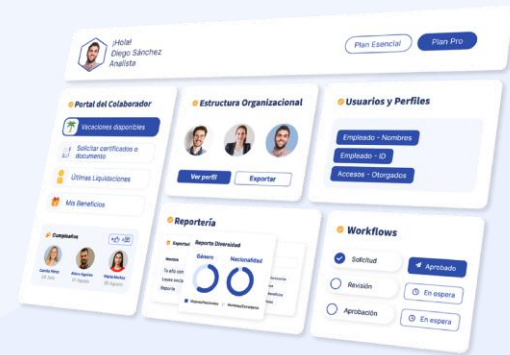 ¡Hola!
Diego Sánchez
Analista
Plan Esencial
Plan Pro
Portal del Colaborador
Vacaciones disponibles
Solicitar certificados o
documento
Últimas Liquidaciones
Mis Beneficios
Cumpleaños
Estructura Organizacional
Ver perfil
Exportar
Usuarios y Perfiles
Empleado - Nombres
Empleado - ID
Accesos - Otorgados
Reportería
Exportar
Reporte Diversidad
Género
Nacionalidad
Workflows
Solicitud
Aprobado
Revisión
En espera
Aprobación
En espera